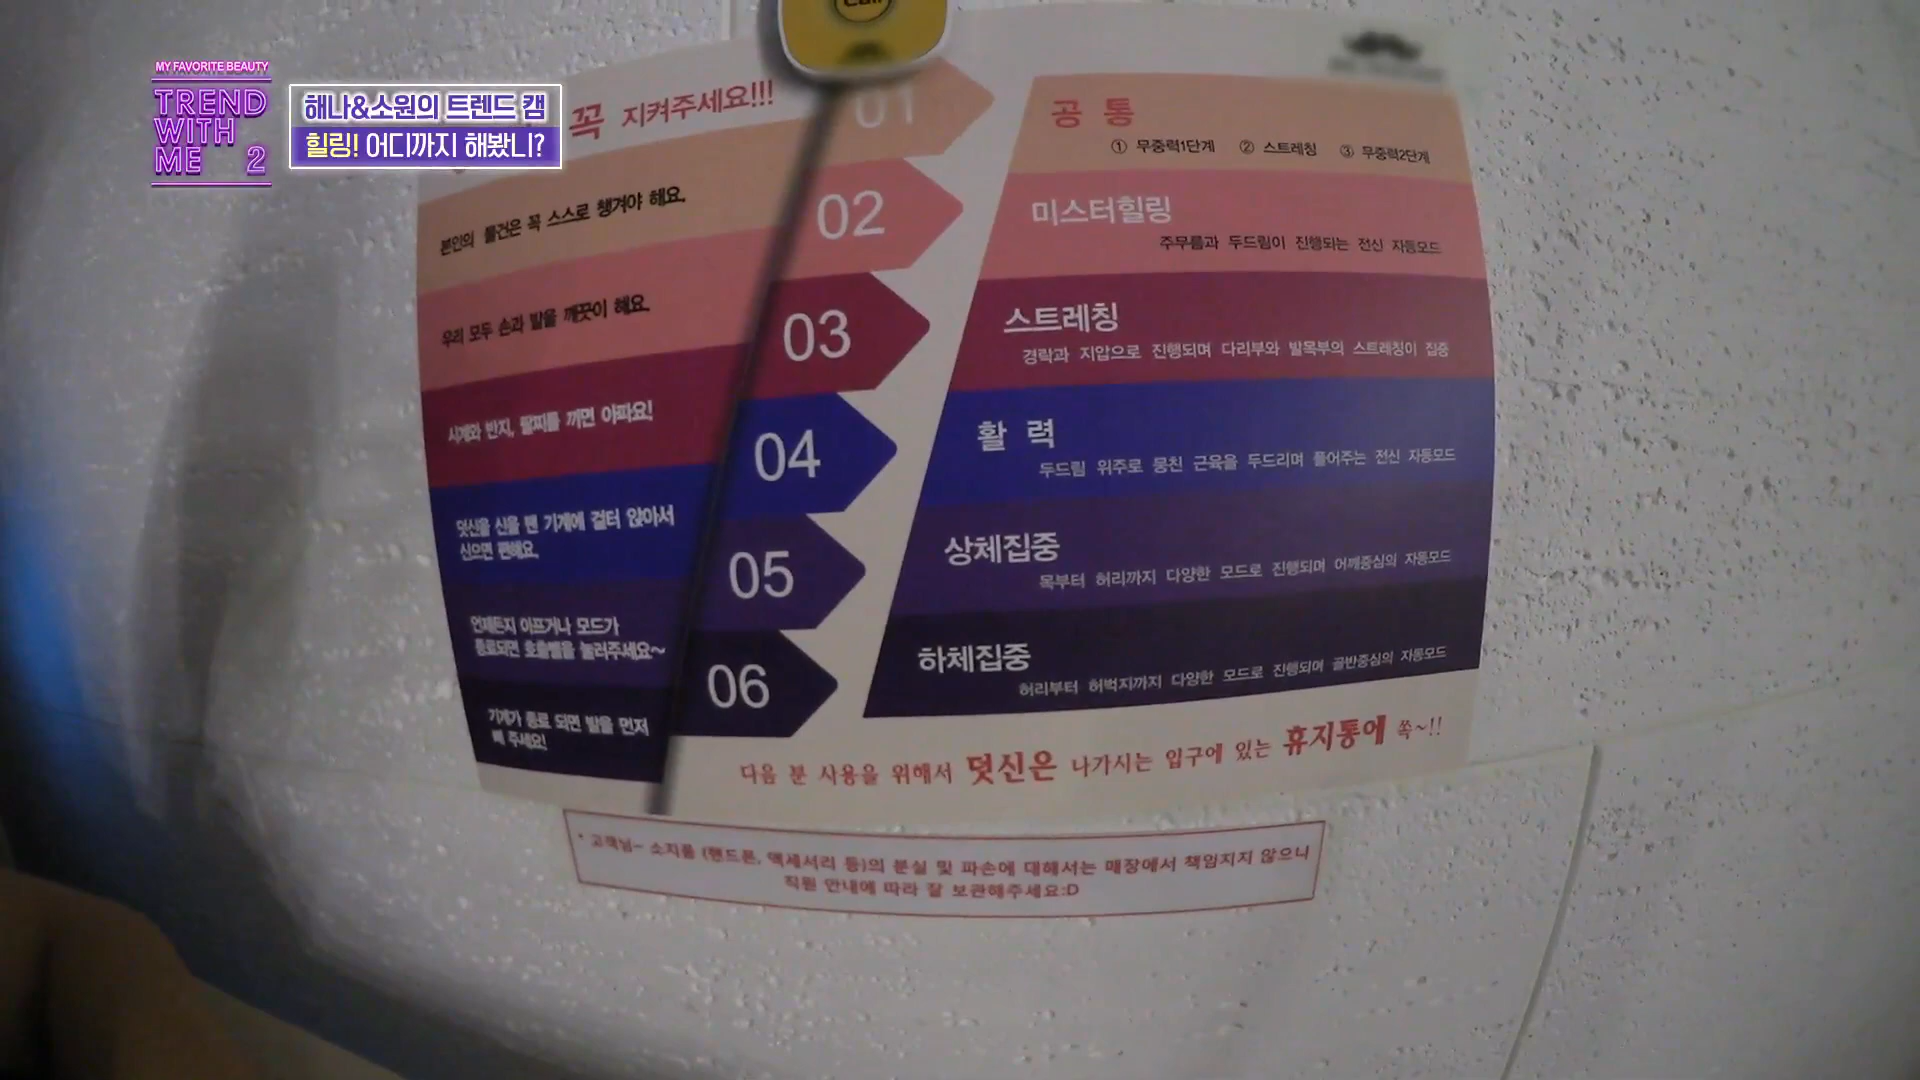 MY FAVORITE BEAUTY
TREND
WITH
ME 2
해나&소원의 트렌드 캠
힐링! 어디까지 해봤니?
Call
꼭 지켜주세요!!!
본인의 물건은 꼭 스스로 챙겨야 해요.
우리 모두 손과 발을 깨끗이 해요.
시계와 반지, 팔찌를 끼면 아파요!
덧신을 신을 땐 기계에 걸터 앉아서
신으면 편해요.
언제든지 아프거나 모드가
종료되면 호출벨을 눌러주세요~
기계가 종료 되면 발을 먼저
빼 주세요!
01
공 통
① 무중력1단계 ② 스트레칭 ③ 무중력2단계
02
미스터힐링
주무름과 두드림이 진행되는 전신 자동모드
03
스트레칭
경락과 지압으로 진행되며 다리부와 발목부의 스트레칭이 집중
04
활 력
두드림 위주로 뭉친 근육을 두드리며 풀어주는 전신 자동모드
05
상체집중
목부터 허리까지 다양한 모드로 진행되며 어깨중심의 자동모드
06
하체집중
허리부터 허벅지까지 다양한 모드로 진행되며 골반중심의 자동모드
다음 분 사용을 위해서 덧신은 나가시는 입구에 있는 휴지통에 쏙~!!
* 고객님~ 소지품 (핸드폰, 액세서리 등)의 분실 및 파손에 대해서는 매장에서 책임지지 않으니
직원 안내에 따라 잘 보관해주세요:D